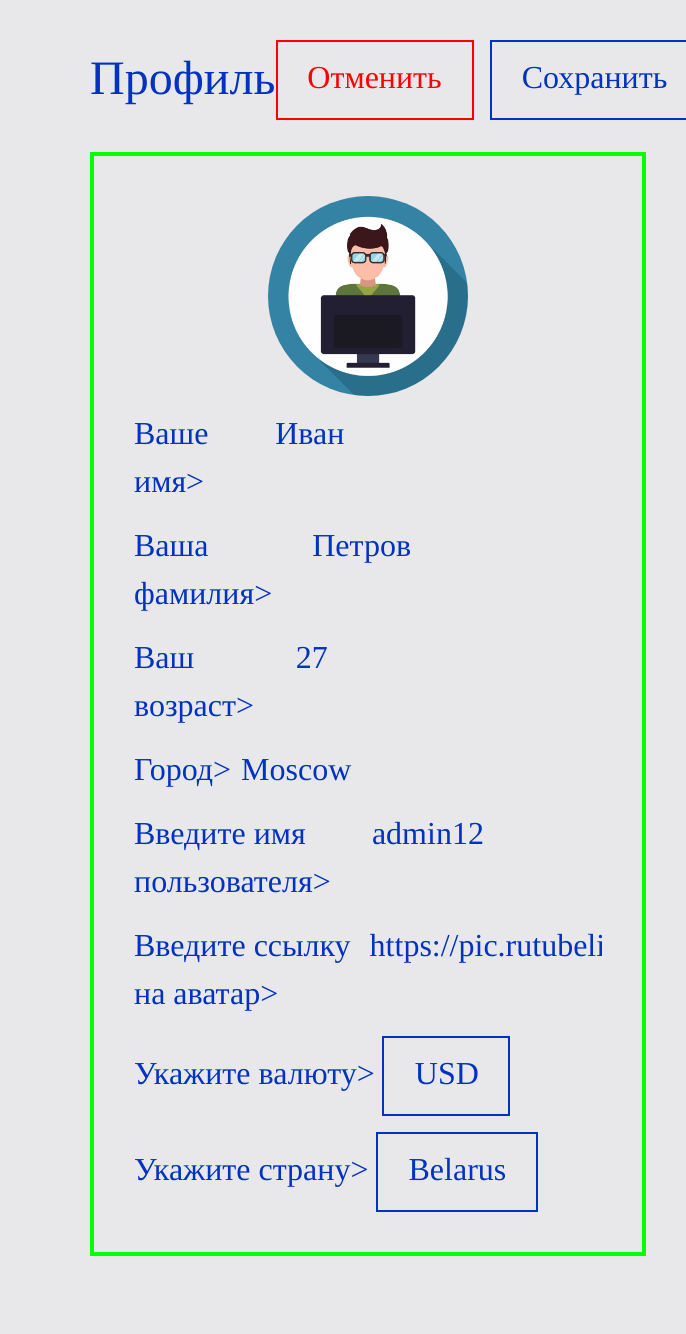 Профиль Отменить Сохранить
Ваше Иван
имя>
Ваша Петров
фамилия>
Ваш 27
возраст>
Город> Moscow
Введите имя admin12
пользователя>
Введите ссылку https://pic.rutubeli
на аватар>
Укажите валюту> USD
Укажите страну> Belarus